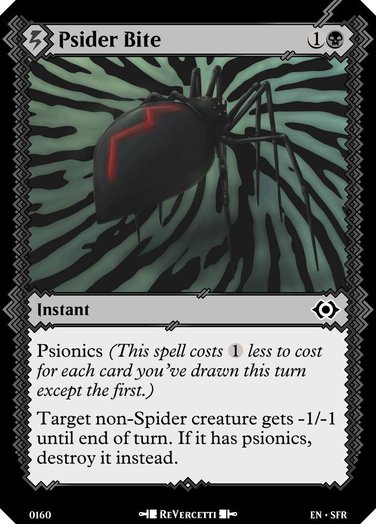 Psider Bite 1
Instant
Psionics (This spell costs 1 less to cost
for each card you've drawn this turn
except the first.)
Target non-Spider creature gets -1/-1
until end of turn. If it has psionics,
destroy it instead.
0160 ReVercetti EN • SFR